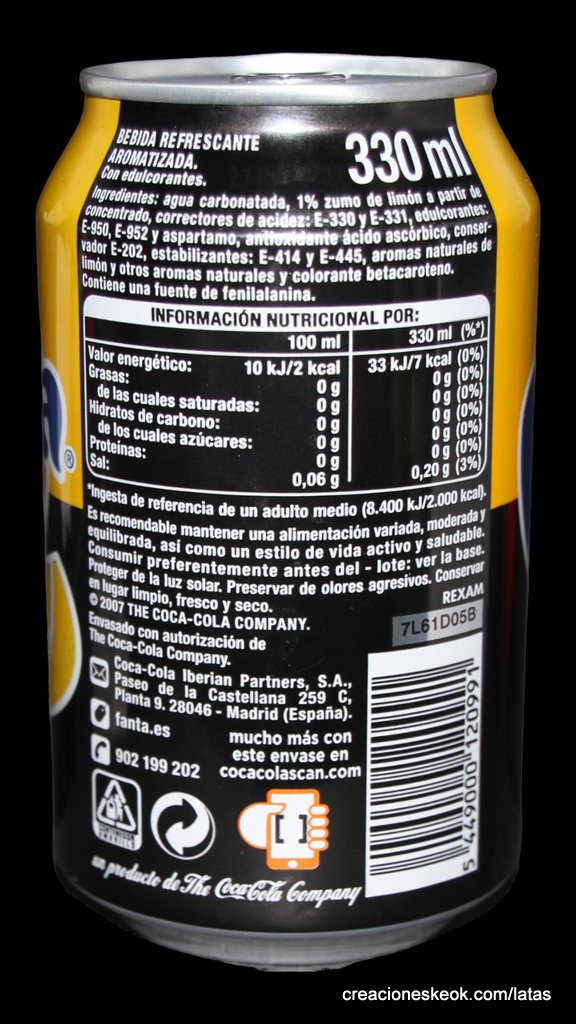 BEBIDA REFRESCANTE
AROMATIZADA.
Con edulcorantes.
330 ml
Ingredientes: agua carbonatada, 1% zumo de limón a partir de
concentrado, correctores de acidez: E-330 y E-331, edulcorantes:
E-950, E-952 y aspartamo, antioxidante ácido ascórbico, conser-
vador E-202, estabilizantes: E-414 y E-445, aromas naturales de
limón y otros aromas naturales y colorante betacaroteno.
Contiene una fuente de fenilalanina.
INFORMACIÓN NUTRICIONAL POR:
100 ml 330 ml (%*)
Valor energético: 10 kJ/2 kcal 33 kJ/7 kcal (0%)
Grasas: 0 g 0 g (0%)
de las cuales saturadas: 0 g 0 g (0%)
Hidratos de carbono: 0 g 0 g (0%)
de los cuales azúcares: 0 g 0 g (0%)
Proteínas: 0 g 0 g (0%)
Sal: 0,06 g 0,20 g (3%)
*Ingesta de referencia de un adulto medio (8.400 kJ/2.000 kcal).
Es recomendable mantener una alimentación variada, moderada y
equilibrada, así como un estilo de vida activo y saludable.
Consumir preferentemente antes del - lote: ver la base.
Proteger de la luz solar. Preservar de olores agresivos. Conservar
en lugar limpio, fresco y seco.
© 2007 THE COCA-COLA COMPANY.
REXAM
7L61D05B
Envasado con autorización de
The Coca-Cola Company.
Coca-Cola Iberian Partners, S.A.,
Paseo de la Castellana 259 C,
Planta 9. 28046 - Madrid (España).
fanta.es
902 199 202
mucho más con
este envase en
cocacolascan.com
5 449000 120991
a®
un producto de The Coca-Cola Company
creacioneskeok.com/latas